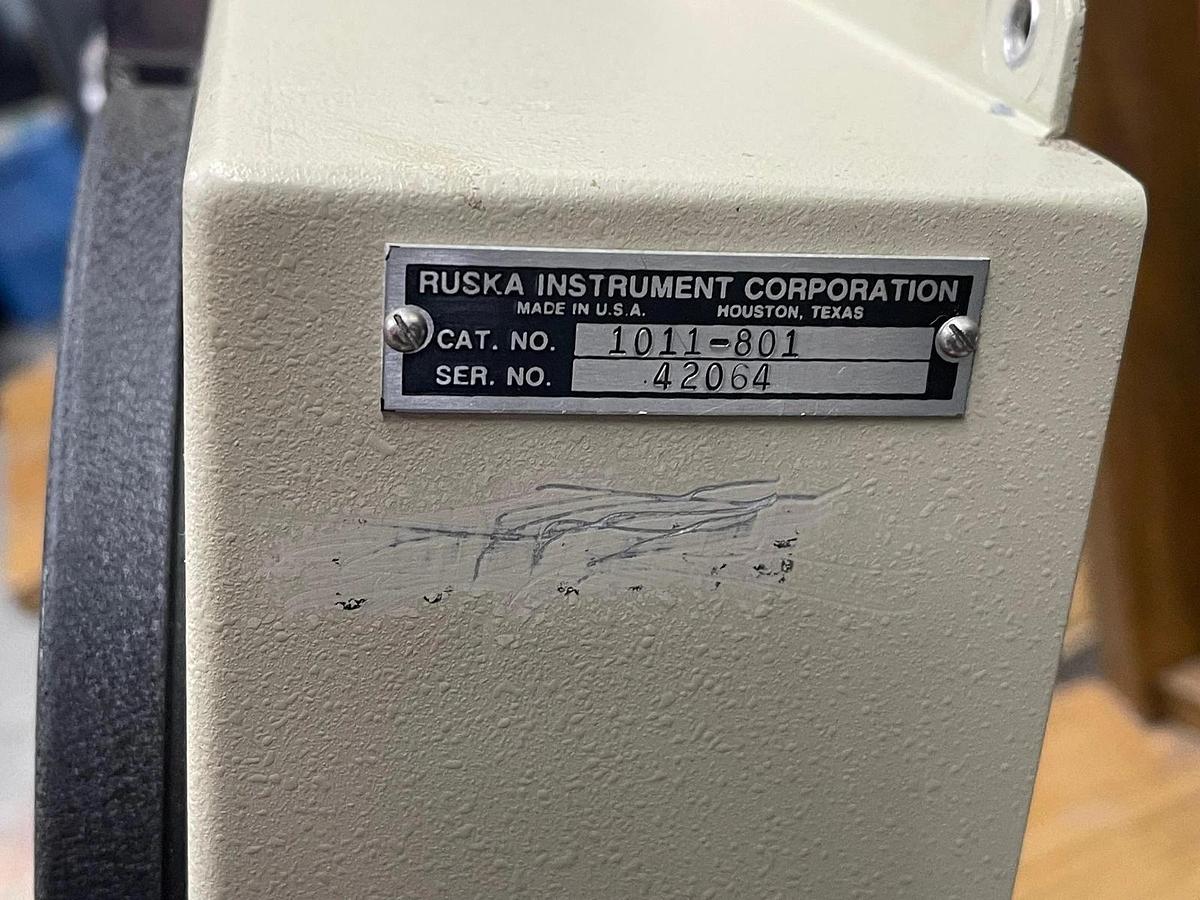 RUSKA INSTRUMENT CORPORATION
MADE IN U.S.A. HOUSTON, TEXAS
CAT. NO. 1011-801
SER. NO. 42064